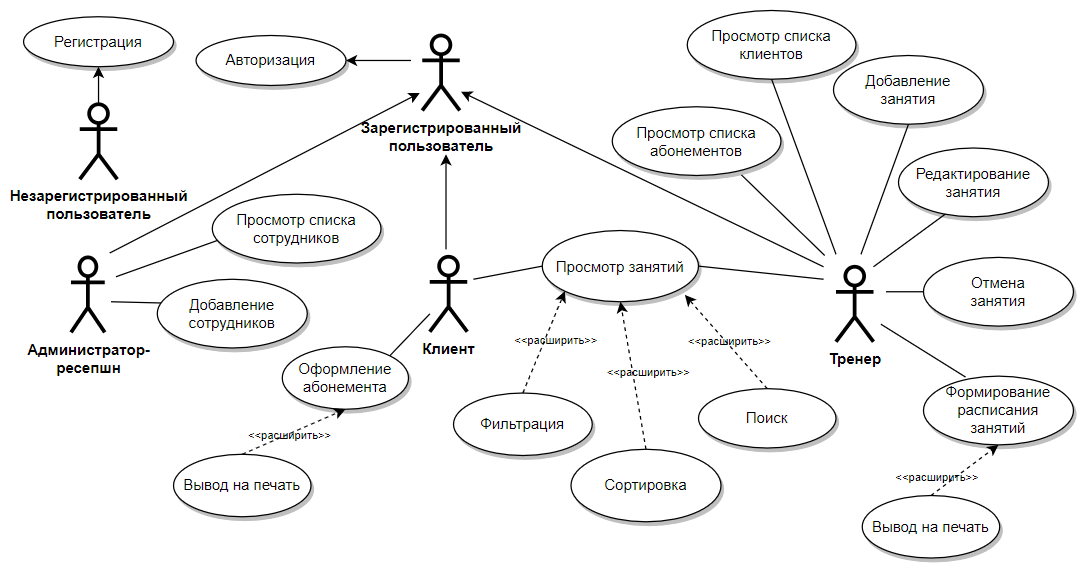 Регистрация
Авторизация
Просмотр списка
клиентов
Добавление
занятия
Зарегистрированный
пользователь
Просмотр списка
абонементов
Редактирование
занятия
Незарегистрированный
пользователь
Просмотр списка
сотрудников
Просмотр занятий
Отмена
занятия
Добавление
сотрудников
Администратор-
ресепшн
Клиент
Тренер
<<расширить>>
<<расширить>>
<<расширить>>
Оформление
абонемента
Формирование
расписания
занятий
Фильтрация
Поиск
<<расширить>>
Вывод на печать
Сортировка
<<расширить>>
Вывод на печать